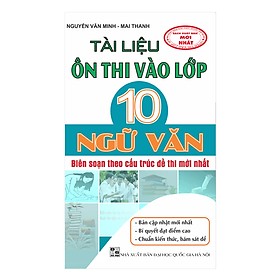 NGUYỄN VĂN MINH - MAI THANH
SÁCH PHÁT HÀNH
MỚI
NHẤT
TÀI LIỆU
ÔN THI VÀO LỚP
10
NGỮ VĂN
Biên soạn theo cấu trúc đề thi mới nhất
- Bản cập nhật mới nhất
- Bí quyết đạt điểm cao
- Chuẩn kiến thức, bám sát đề
NHÀ XUẤT BẢN ĐẠI HỌC QUỐC GIA HÀ NỘI